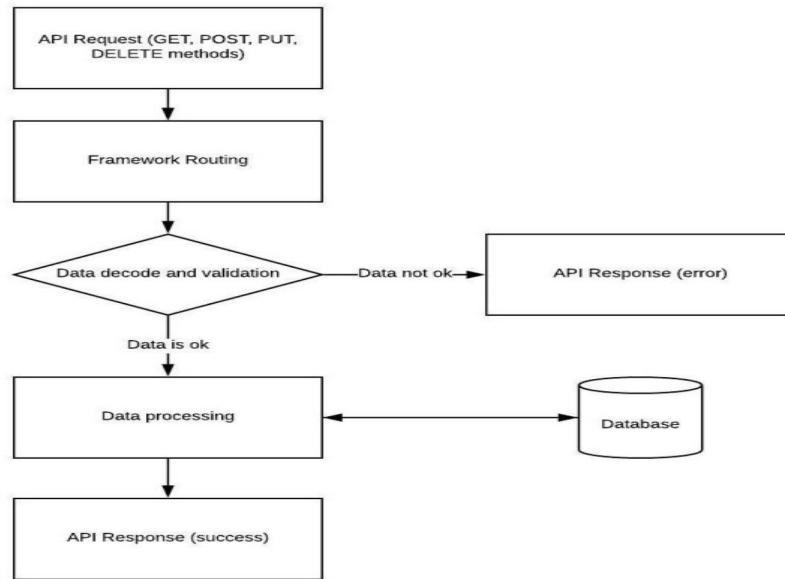 API Request (GET, POST, PUT,
DELETE methods)
Framework Routing
Data decode and validation
Data not ok
API Response (error)
Data is ok
Data processing
Database
API Response (success)